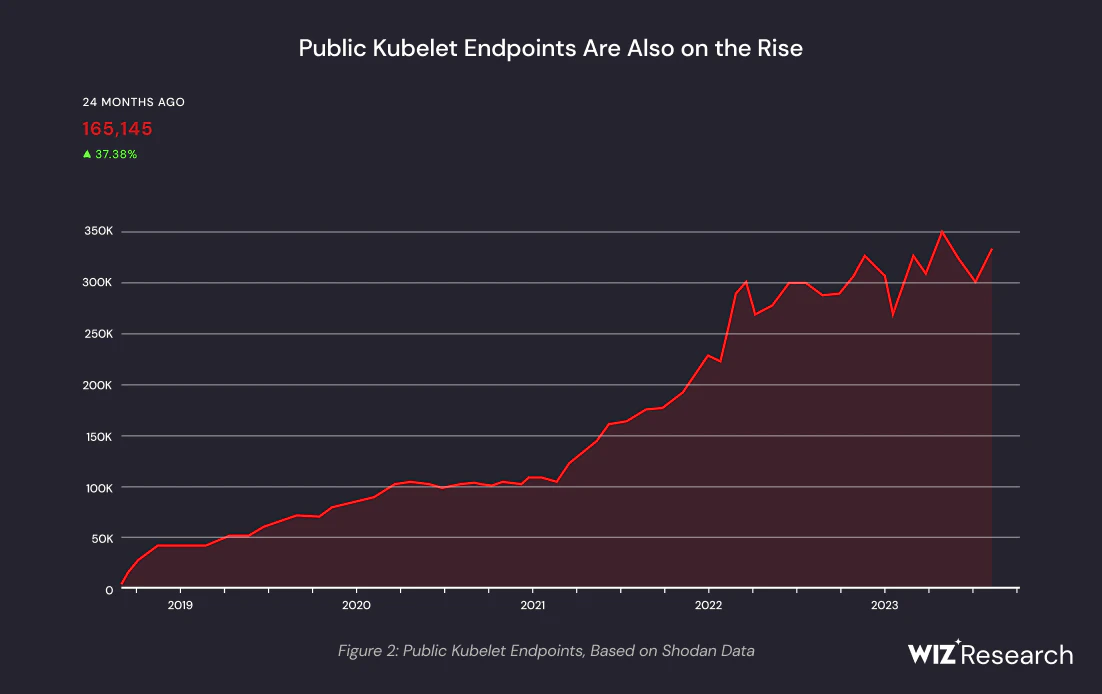 Public Kubelet Endpoints Are Also on the Rise
24 MONTHS AGO
165,145
▲ 37.38%
350K
300K
250K
200K
150K
100K
50K
0
2019 2020 2021 2022 2023
Figure 2: Public Kubelet Endpoints, Based on Shodan Data
WIZ Research